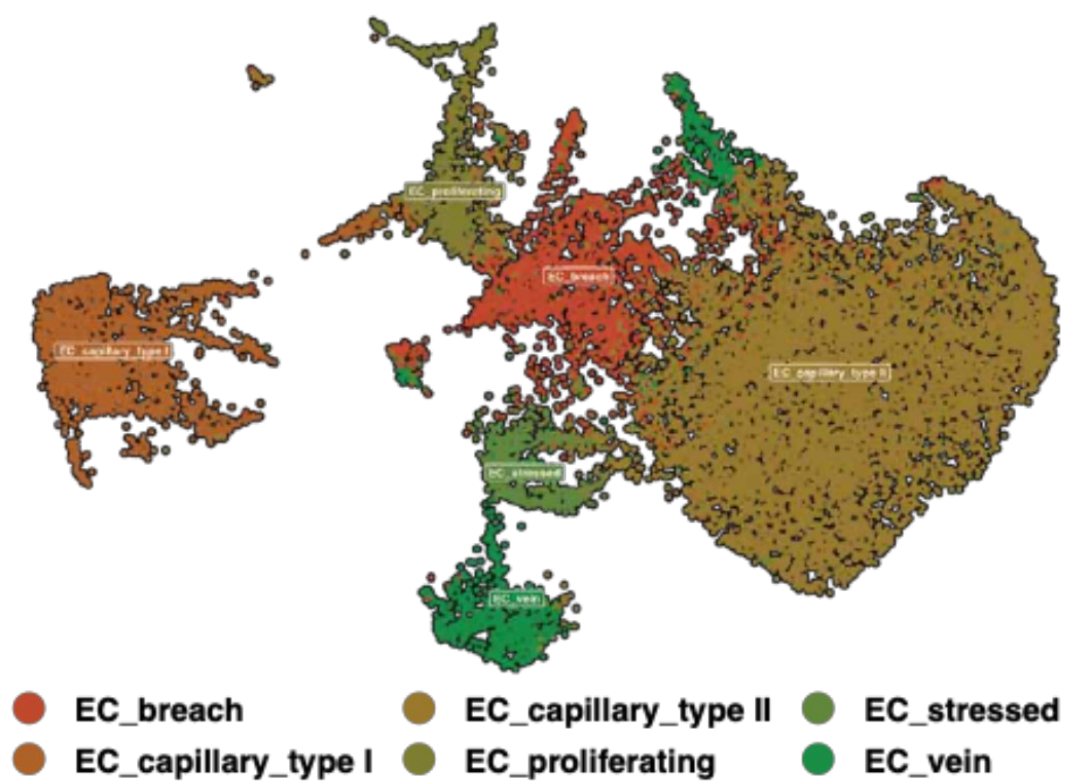 EC_proliferating
EC_breach
EC_capillary_type I
EC_capillary_type II
EC_stressed
EC_vein
EC_breach EC_capillary_type II EC_stressed
EC_capillary_type I EC_proliferating EC_vein